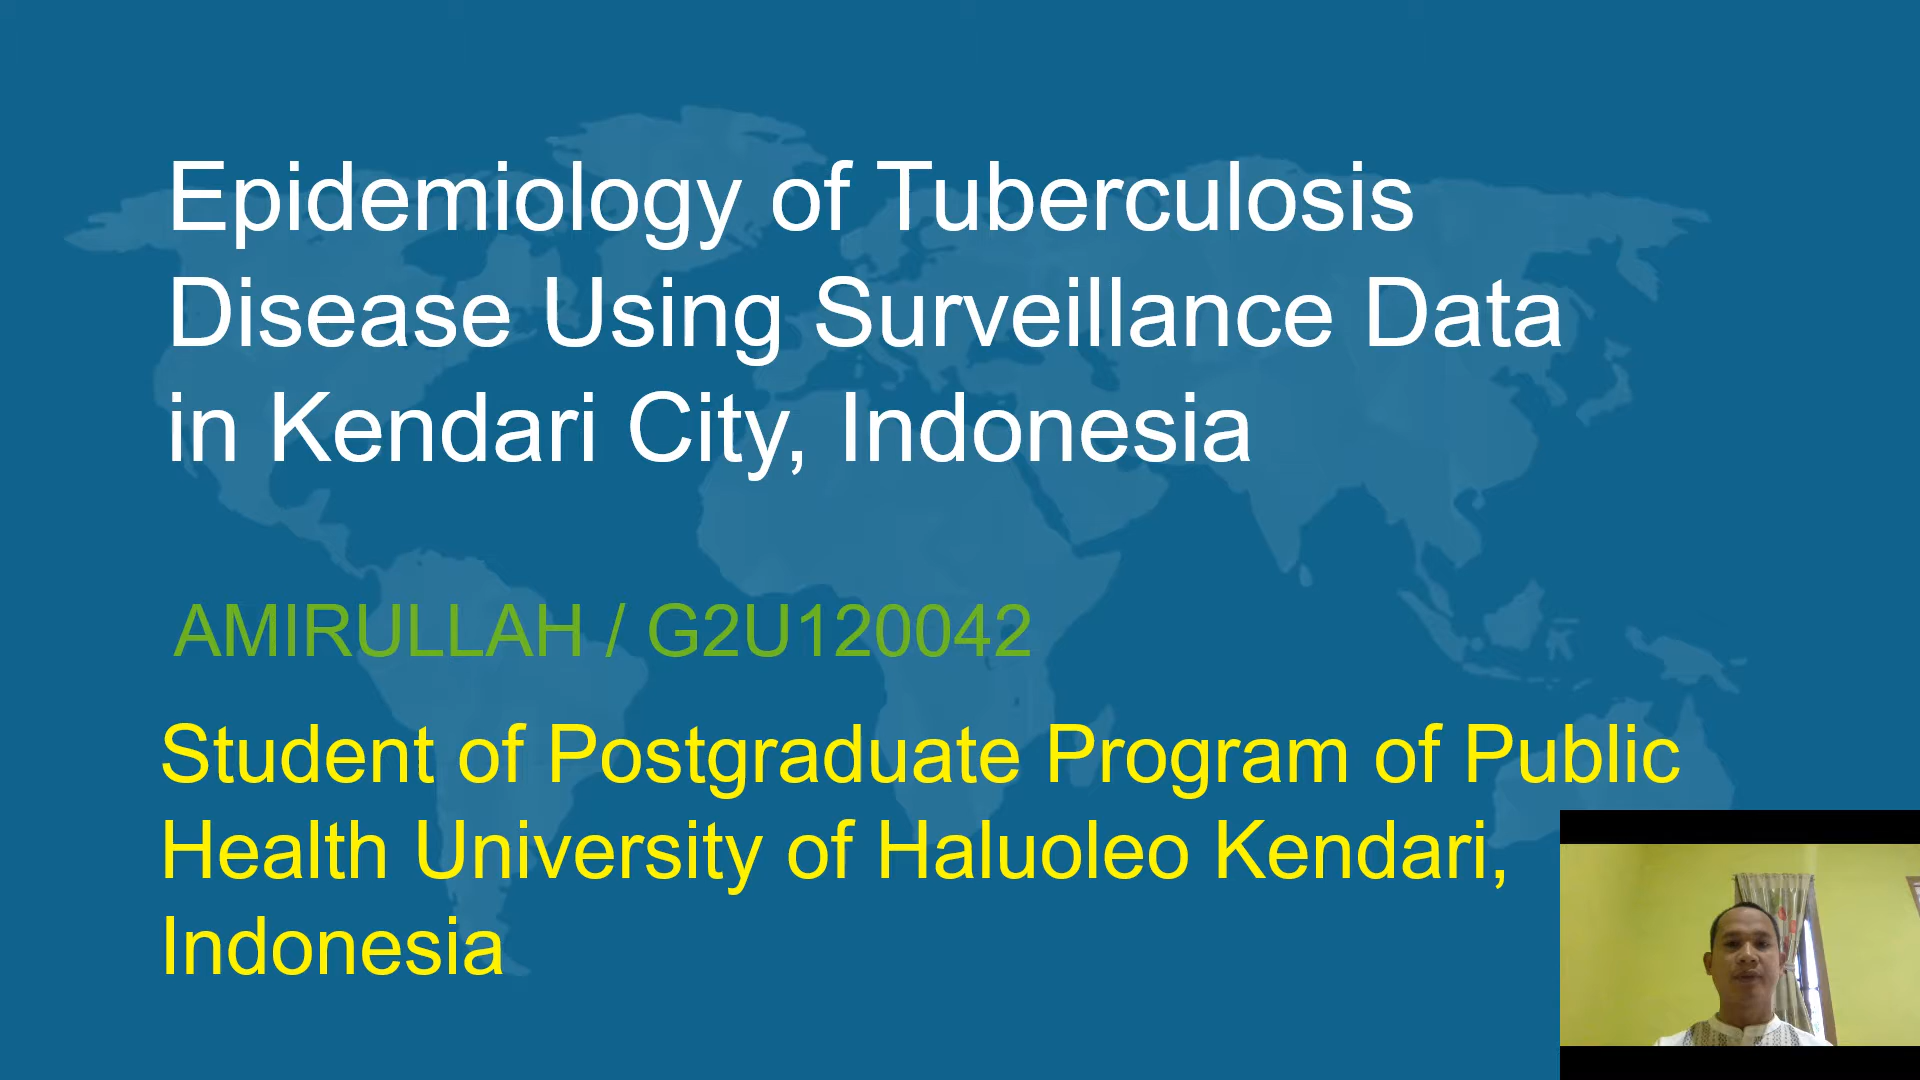 Epidemiology of Tuberculosis
Disease Using Surveillance Data
in Kendari City, Indonesia
AMIRULLAH / G2U120042
Student of Postgraduate Program of Public
Health University of Haluoleo Kendari,
Indonesia